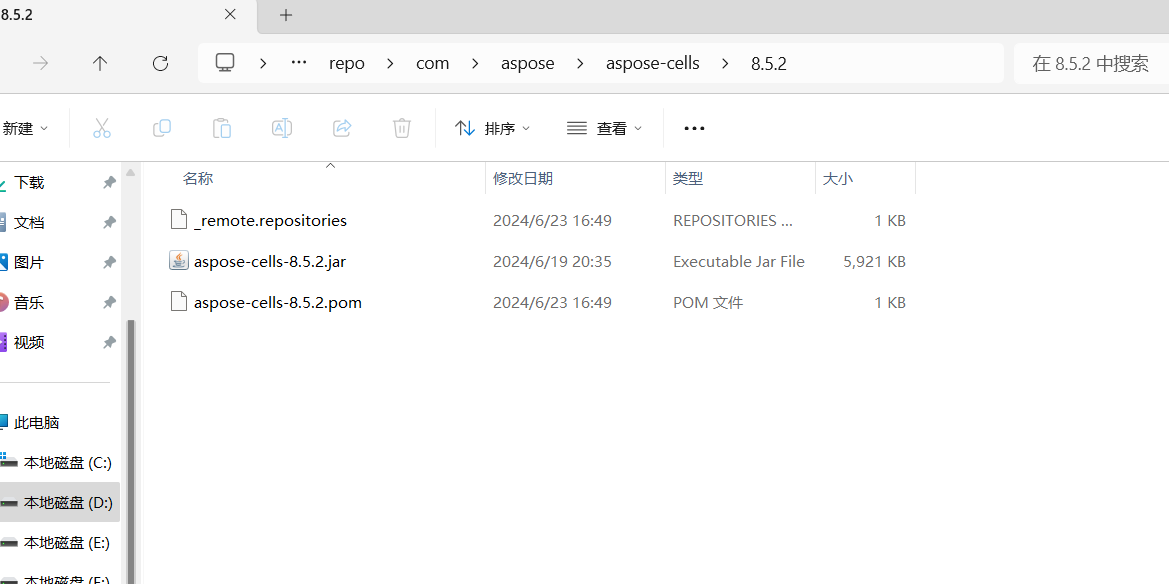 8.5.2
repo com aspose aspose-cells 8.5.2 在 8.5.2 中搜索
新建 排序 查看
名称 修改日期 类型 大小
下载
文档
图片
音乐
视频
此电脑
本地磁盘 (C:)
本地磁盘 (D:)
本地磁盘 (E:)
本地磁盘 (F:)
_remote.repositories 2024/6/23 16:49 REPOSITORIES ... 1 KB
aspose-cells-8.5.2.jar 2024/6/19 20:35 Executable Jar File 5,921 KB
aspose-cells-8.5.2.pom 2024/6/23 16:49 POM 文件 1 KB